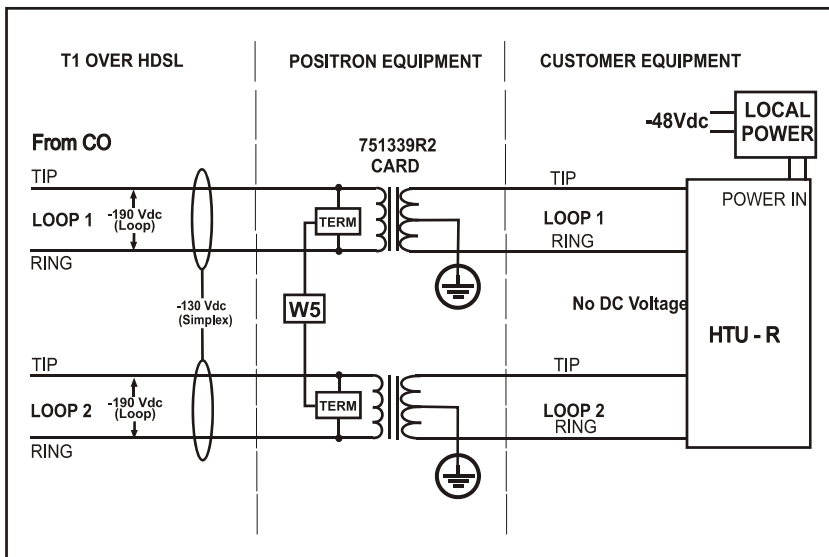 T1 OVER HDSL
POSITRON EQUIPMENT
CUSTOMER EQUIPMENT
-48Vdc
LOCAL
POWER
From CO
751339R2
CARD
TIP
TIP
POWER IN
LOOP 1
-190 Vdc
(Loop)
TERM
LOOP 1
RING
RING
-130 Vdc
(Simplex)
W5
No DC Voltage
HTU - R
TIP
TIP
LOOP 2
-190 Vdc
(Loop)
TERM
LOOP 2
RING
RING